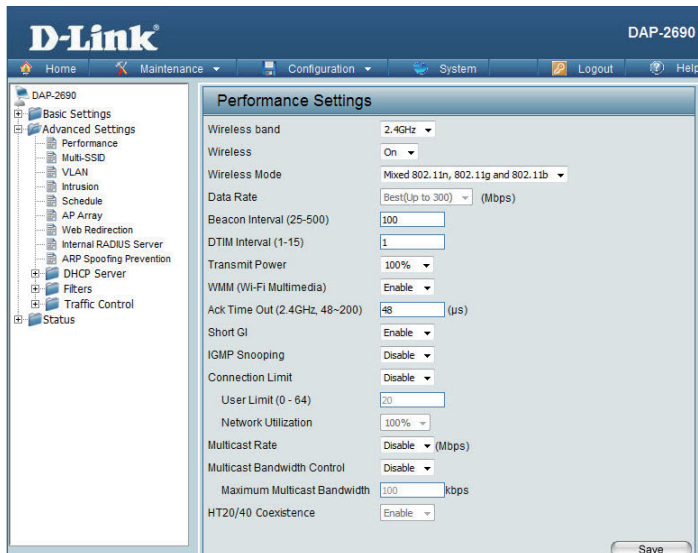 D-Link
DAP-2690
Home Maintenance Configuration System Logout Help
DAP-2690
Basic Settings
Advanced Settings
Performance
Multi-SSID
VLAN
Intrusion
Schedule
AP Array
Web Redirection
Internal RADIUS Server
ARP Spoofing Prevention
DHCP Server
Filters
Traffic Control
Status
Performance Settings
Wireless band 2.4GHz
Wireless On
Wireless Mode Mixed 802.11n, 802.11g and 802.11b
Data Rate Best(Up to 300) (Mbps)
Beacon Interval (25-500) 100
DTIM Interval (1-15) 1
Transmit Power 100%
WMM (Wi-Fi Multimedia) Enable
Ack Time Out (2.4GHz, 48~200) 48 (μs)
Short GI Enable
IGMP Snooping Disable
Connection Limit Disable
User Limit (0 - 64) 20
Network Utilization 100%
Multicast Rate Disable (Mbps)
Multicast Bandwidth Control Disable
Maximum Multicast Bandwidth 100 kbps
HT20/40 Coexistence Enable
Save